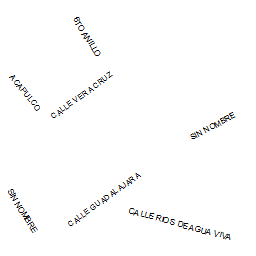 6TO ANILLO
ACAPULCO
CALLE VERACRUZ
SIN NOMBRE
SIN NOMBRE
CALLE GUADALAJARA
CALLE RIOS DE AGUA VIVA